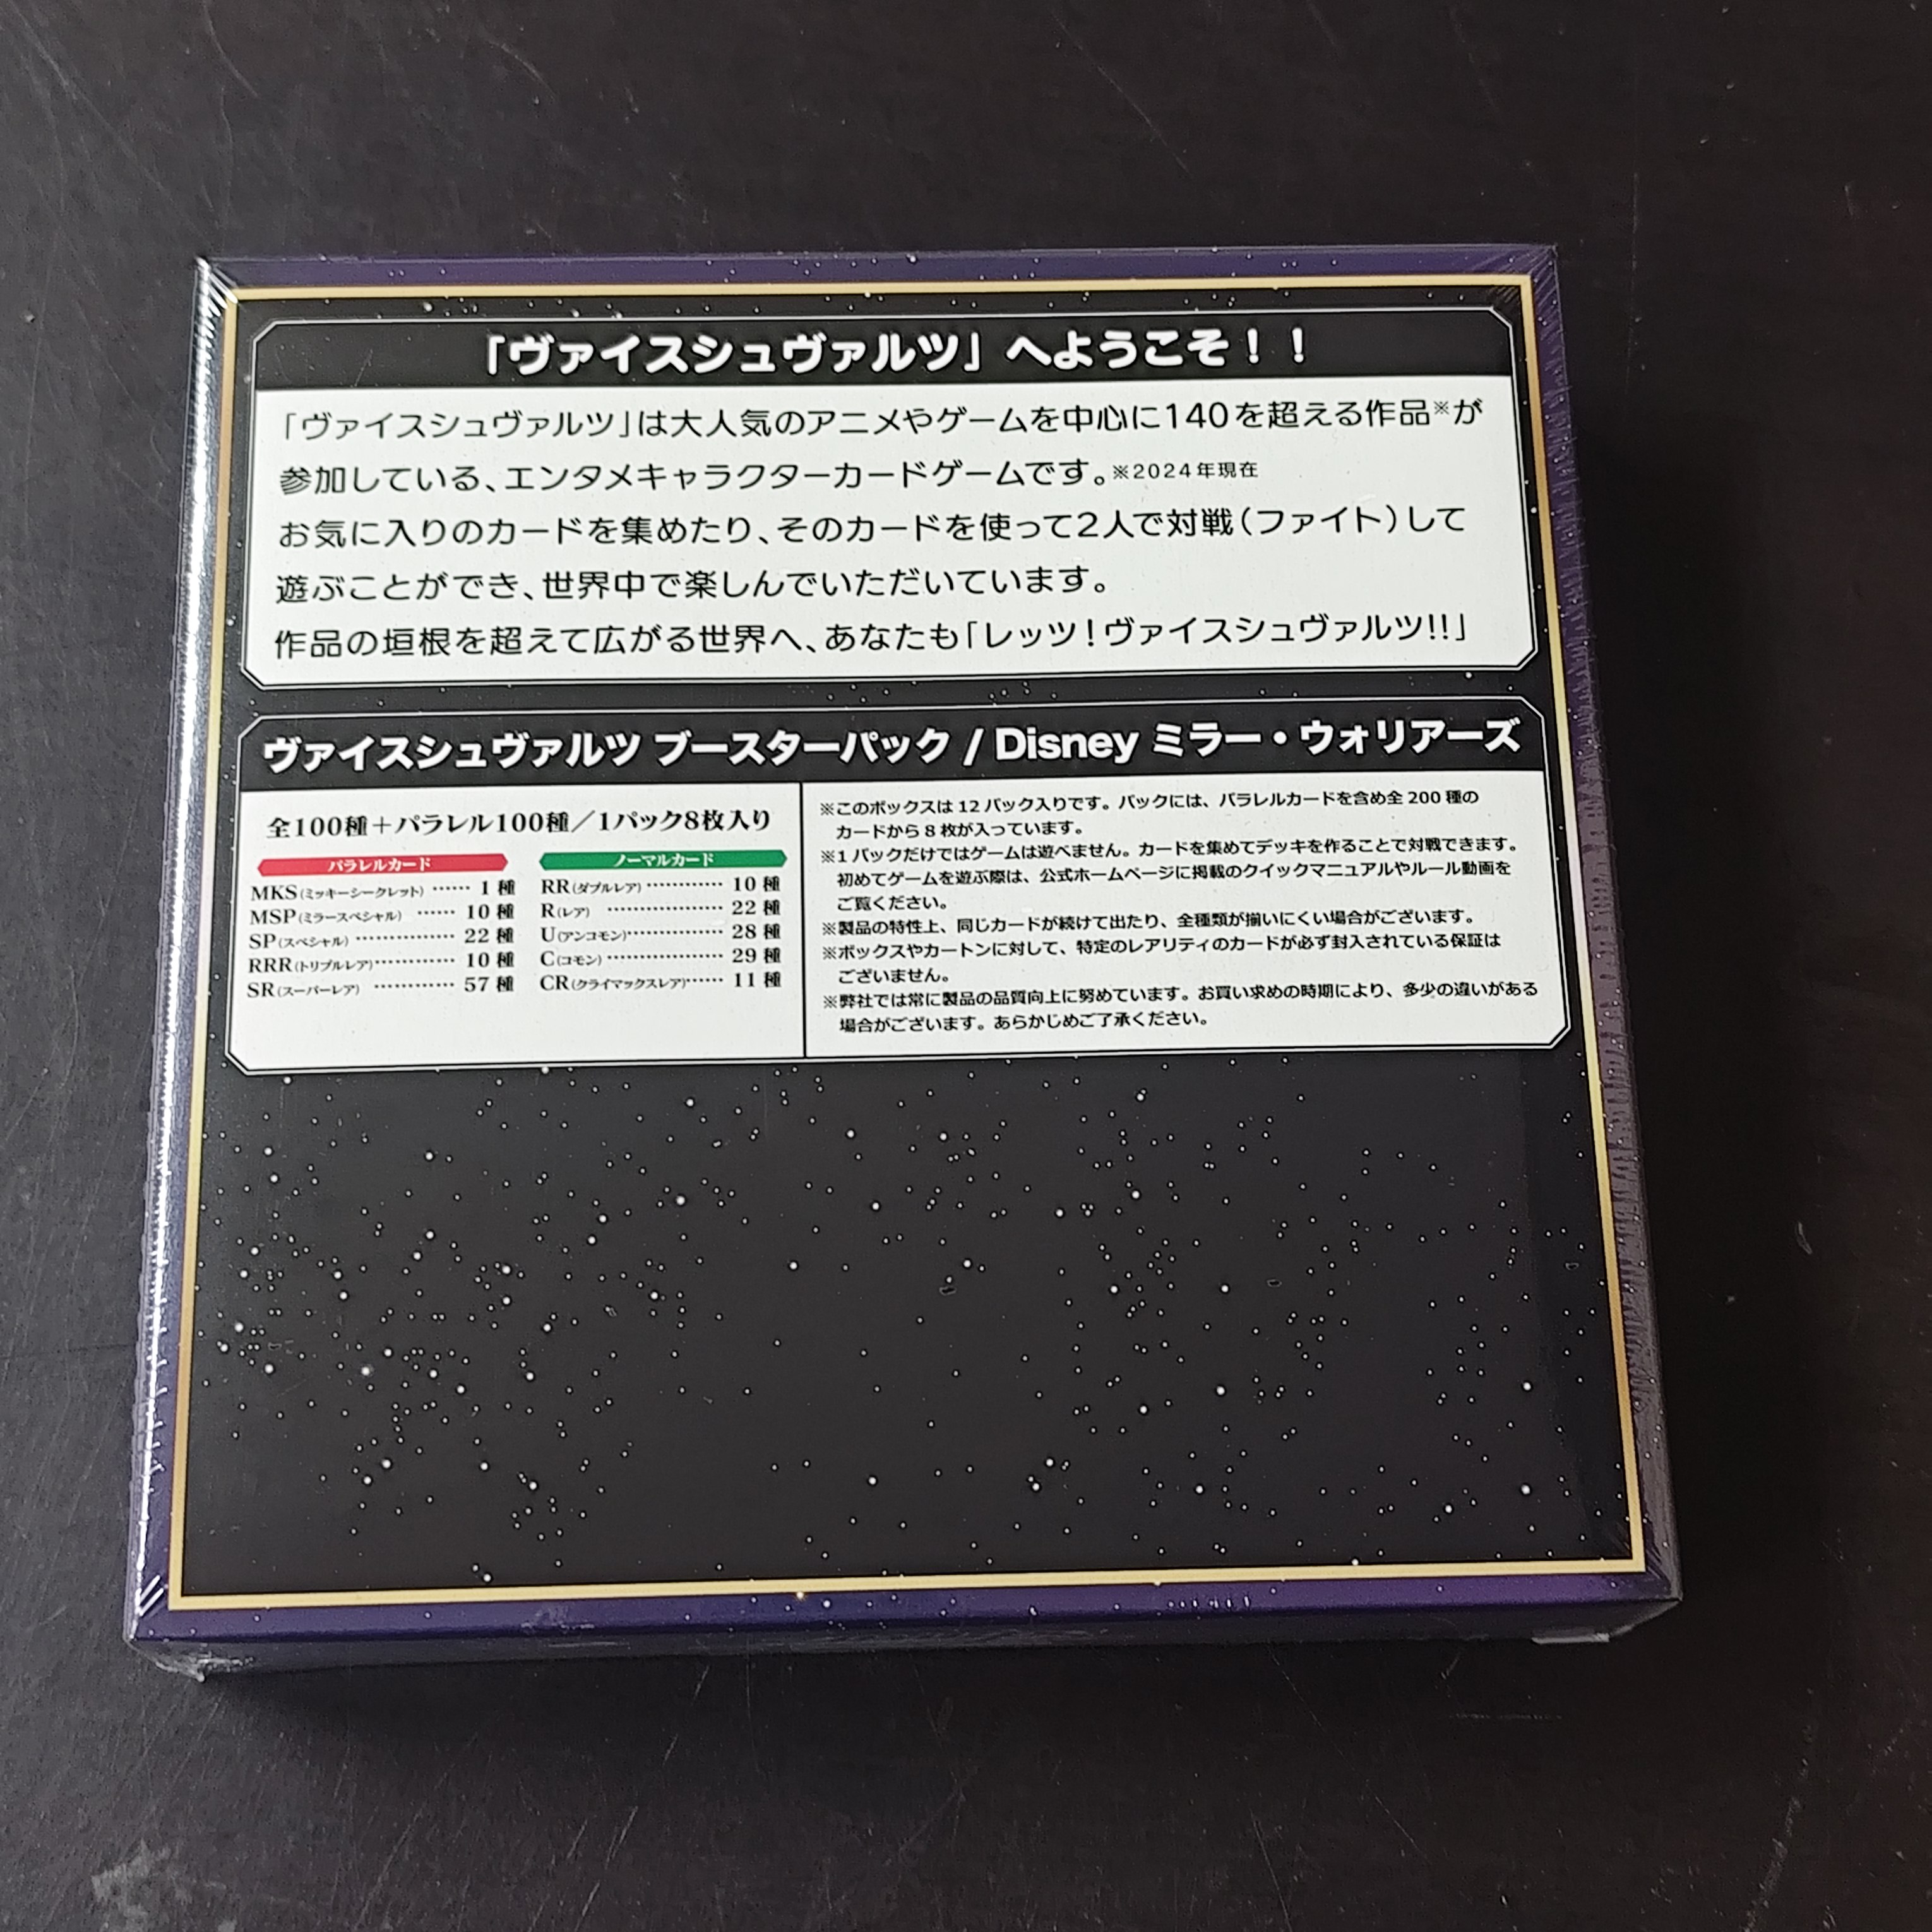 「ヴァイスシュヴァルツ」へようこそ！！
「ヴァイスシュヴァルツ」は大人気のアニメやゲームを中心に140を超える作品※が
参加している、エンタメキャラクターカードゲームです。※2024年現在
お気に入りのカードを集めたり、そのカードを使って2人で対戦（ファイト）して
遊ぶことができ、世界中で楽しんでいただいています。
作品の垣根を超えて広がる世界へ、あなたも「レッツ！ヴァイスシュヴァルツ!!」
ヴァイスシュヴァルツ ブースターパック / Disney ミラー・ウォリアーズ
全100種＋パラレル100種／1パック8枚入り
パラレルカード
MKS（ミッキーシークレット）……1種
MSP（ミラースペシャル）……10種
SP（スペシャル）……………22種
RRR（トリプルレア）…………10種
SR（スーパーレア）…………57種
ノーマルカード
RR（ダブルレア）…………10種
R（レア）………………22種
U（アンコモン）……………28種
C（コモン）………………29種
CR（クライマックスレア）……11種
※このボックスは12パック入りです。パックには、パラレルカードを含め全200種の
カードから8枚が入っています。
※1パックだけではゲームは遊べません。カードを集めてデッキを作ることで対戦できます。
初めてゲームを遊ぶ際は、公式ホームページに掲載のクイックマニュアルやルール動画を
ご覧ください。
※製品の特性上、同じカードが続けて出たり、全種類が揃いにくい場合がございます。
※ボックスやカートンに対して、特定のレアリティのカードが必ず封入されている保証は
ございません。
※弊社では常に製品の品質向上に努めています。お買い求めの時期により、多少の違いがある
場合がございます。あらかじめご了承ください。